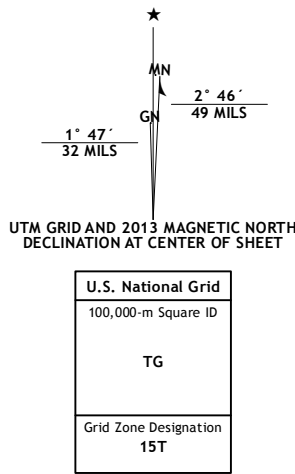 ★
MN
GN
2° 46´
49 MILS
1° 47´
32 MILS
UTM GRID AND 2013 MAGNETIC NORTH
DECLINATION AT CENTER OF SHEET
U.S. National Grid
100,000-m Square ID
TG
Grid Zone Designation
15T